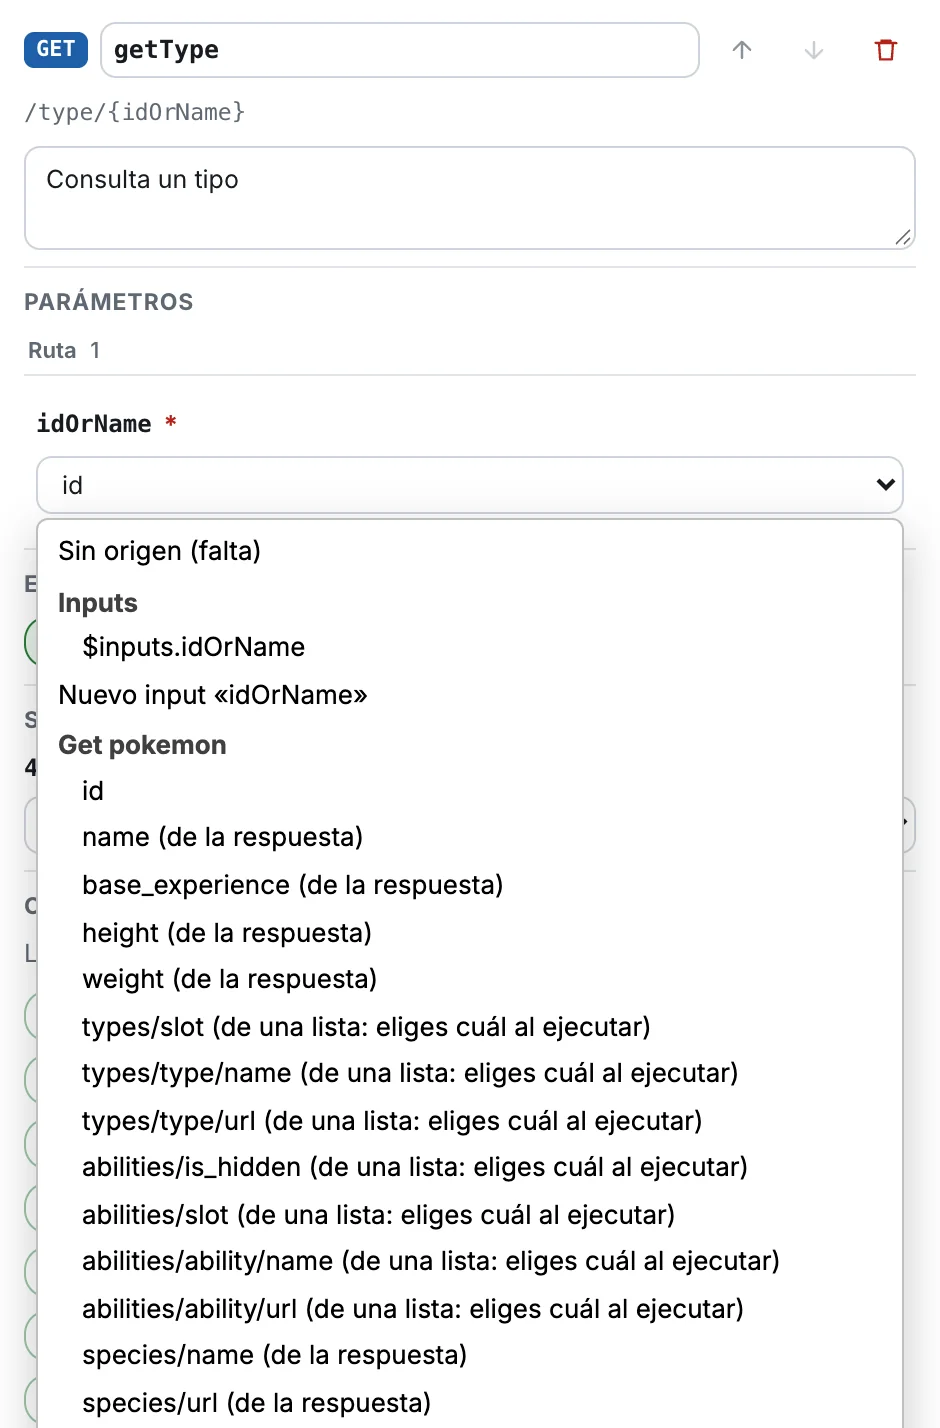 GET getType
/type/{idOrName}
Consulta un tipo
PARÁMETROS
Ruta 1
idOrName *
id
Sin origen (falta)
Inputs
$inputs.idOrName
Nuevo input «idOrName»
Get pokemon
id
name (de la respuesta)
base_experience (de la respuesta)
height (de la respuesta)
weight (de la respuesta)
types/slot (de una lista: eliges cuál al ejecutar)
types/type/name (de una lista: eliges cuál al ejecutar)
types/type/url (de una lista: eliges cuál al ejecutar)
abilities/is_hidden (de una lista: eliges cuál al ejecutar)
abilities/slot (de una lista: eliges cuál al ejecutar)
abilities/ability/name (de una lista: eliges cuál al ejecutar)
abilities/ability/url (de una lista: eliges cuál al ejecutar)
species/name (de la respuesta)
species/url (de la respuesta)